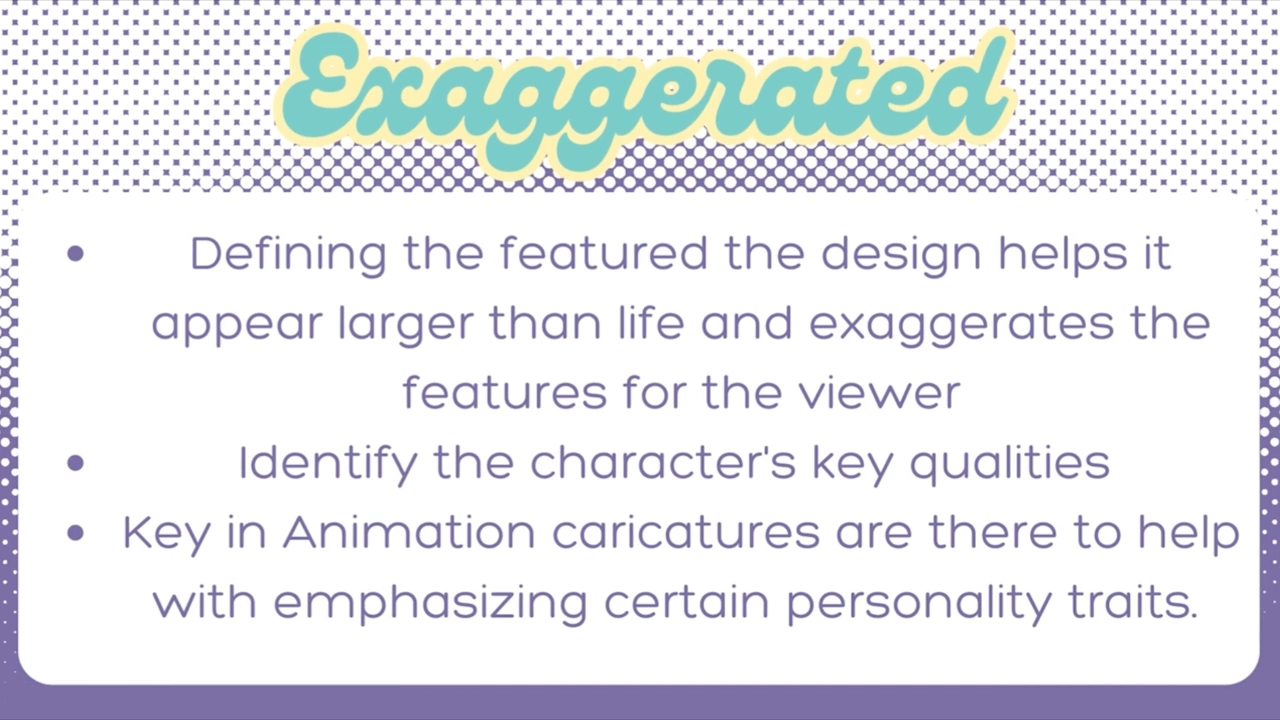 Exaggerated
• Defining the featured the design helps it
appear larger than life and exaggerates the
features for the viewer
• Identify the character's key qualities
• Key in Animation caricatures are there to help
with emphasizing certain personality traits.